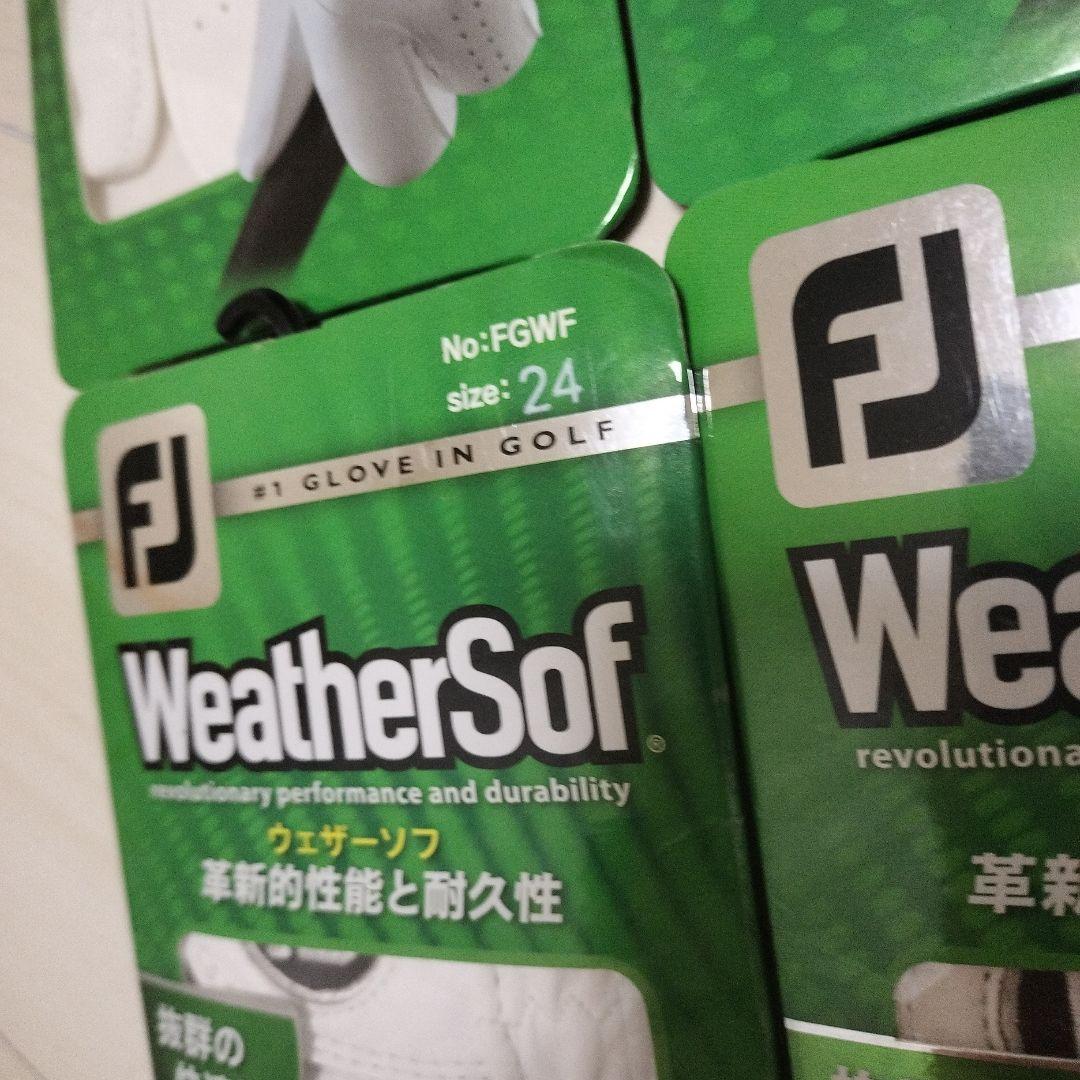 No:FGWF
size: 24
#1 GLOVE IN GOLF
FJ
WeatherSof®
revolutionary performance and durability
ウェザーソフ
革新的性能と耐久性
抜群の
FJ
Wea
revolutiona
革新